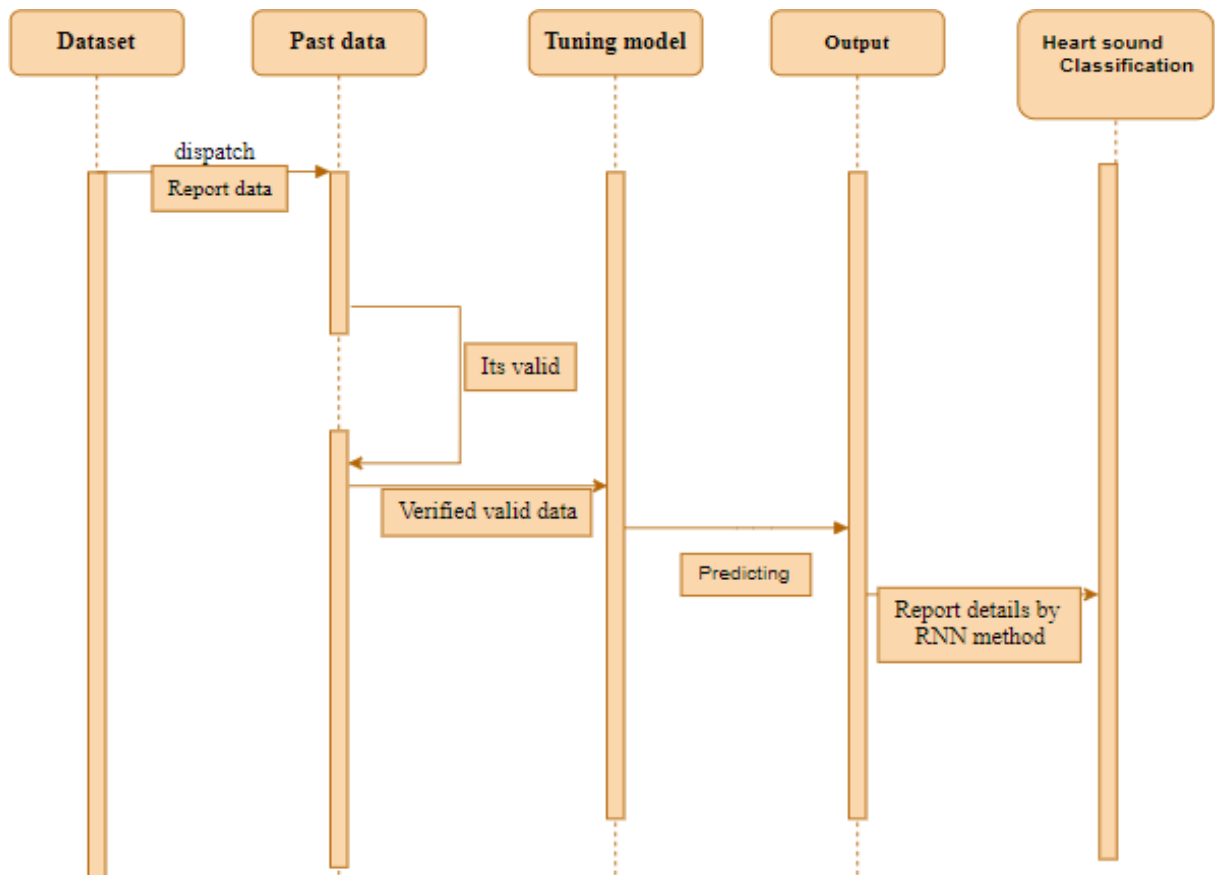 Dataset
Past data
Tuning model
Output
Heart sound
Classification
dispatch
Report data
Its valid
Verified valid data
Predicting
Report details by
RNN method